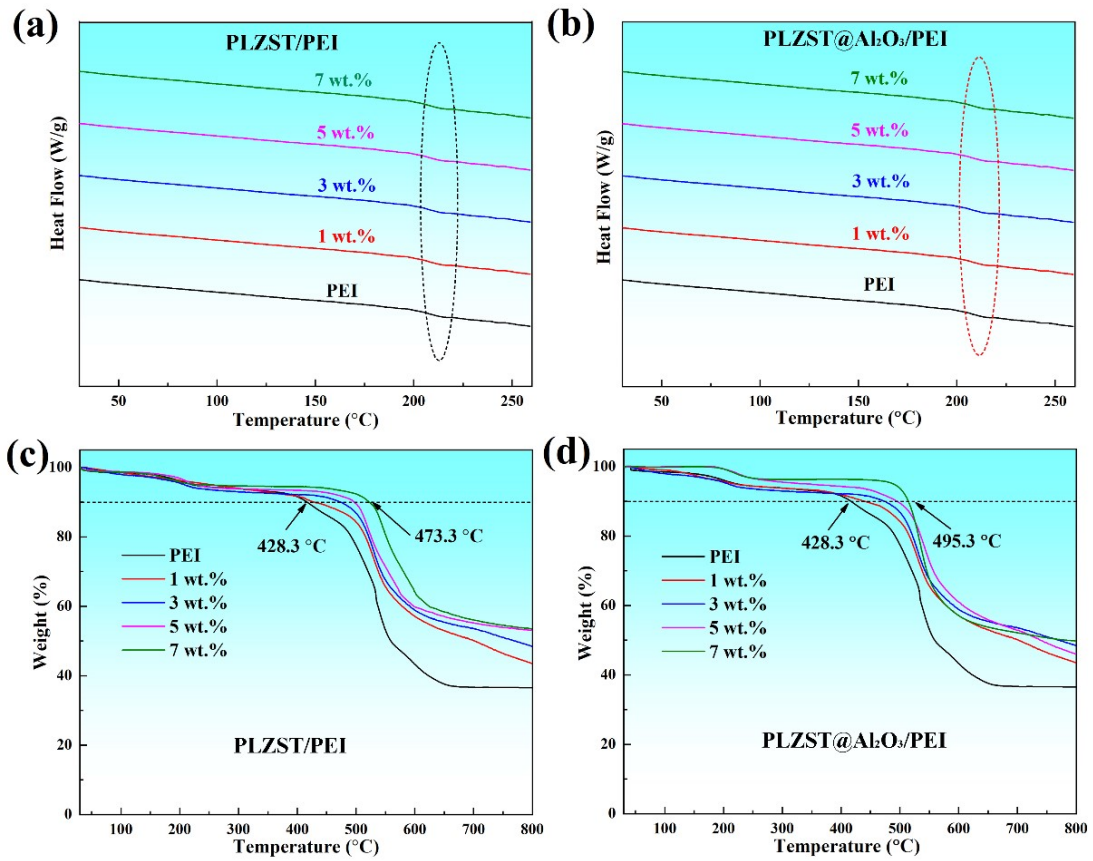 (a)
PLZST/PEI
7 wt.%
5 wt.%
3 wt.%
1 wt.%
PEI
Heat Flow (W/g)
50 100 150 200 250
Temperature (°C)
(b)
PLZST@Al₂O₃/PEI
7 wt.%
5 wt.%
3 wt.%
1 wt.%
PEI
Heat Flow (W/g)
50 100 150 200 250
Temperature (°C)
(c)
100
80
60
40
20
0
Weight (%)
428.3 °C
473.3 °C
PEI
1 wt.%
3 wt.%
5 wt.%
7 wt.%
PLZST/PEI
100 200 300 400 500 600 700 800
Temperature (°C)
(d)
100
80
60
40
20
0
Weight (%)
428.3 °C
495.3 °C
PEI
1 wt.%
3 wt.%
5 wt.%
7 wt.%
PLZST@Al₂O₃/PEI
100 200 300 400 500 600 700 800
Temperature (°C)